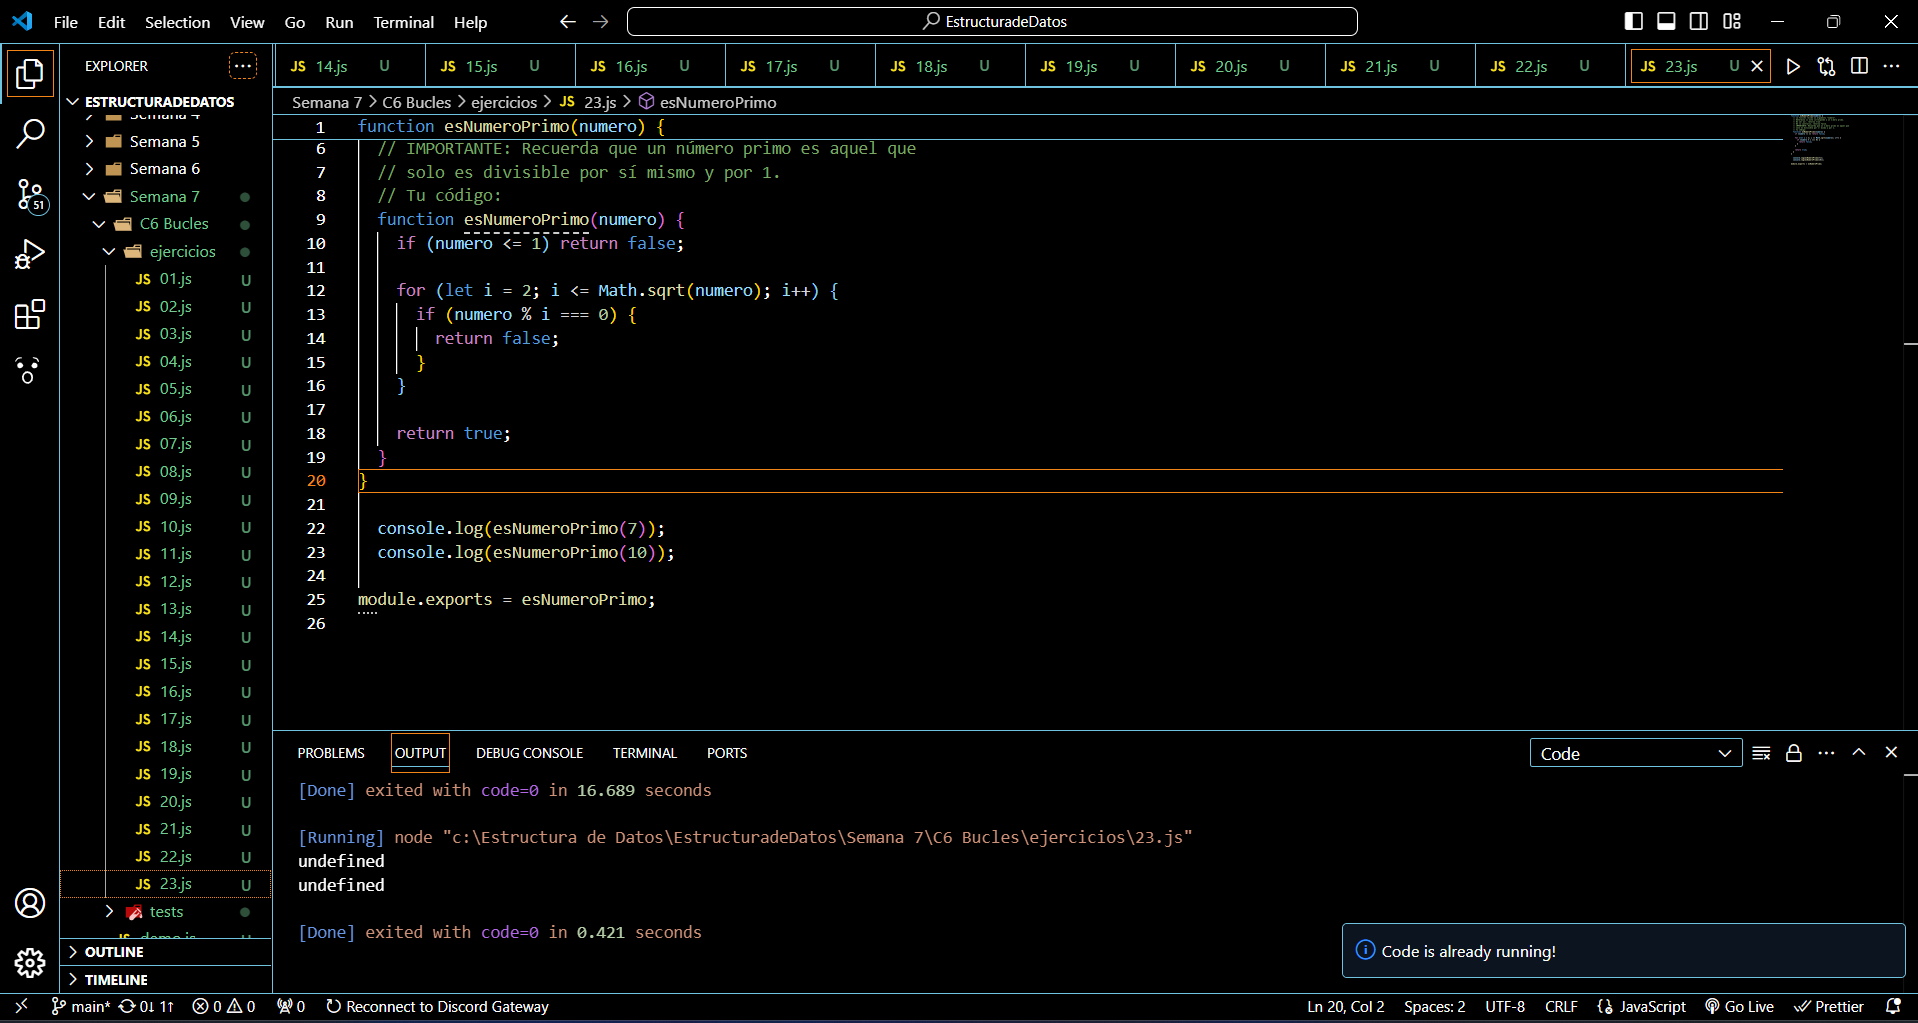 File Edit Selection View Go Run Terminal Help
EstructuradeDatos
EXPLORER
ESTRUCTURADEDATOS
Semana 4
Semana 5
Semana 6
Semana 7
C6 Bucles
ejercicios
JS 01.js U
JS 02.js U
JS 03.js U
JS 04.js U
JS 05.js U
JS 06.js U
JS 07.js U
JS 08.js U
JS 09.js U
JS 10.js U
JS 11.js U
JS 12.js U
JS 13.js U
JS 14.js U
JS 15.js U
JS 16.js U
JS 17.js U
JS 18.js U
JS 19.js U
JS 20.js U
JS 21.js U
JS 22.js U
JS 23.js U
tests
JS demo.js U
OUTLINE
TIMELINE
51
JS 14.js U JS 15.js U JS 16.js U JS 17.js U JS 18.js U JS 19.js U JS 20.js U JS 21.js U JS 22.js U JS 23.js U
Semana 7 > C6 Bucles > ejercicios > JS 23.js > esNumeroPrimo
1 function esNumeroPrimo(numero) {
6 // IMPORTANTE: Recuerda que un número primo es aquel que
7 // solo es divisible por sí mismo y por 1.
8 // Tu código:
9 function esNumeroPrimo(numero) {
10 if (numero <= 1) return false;
11
12 for (let i = 2; i <= Math.sqrt(numero); i++) {
13 if (numero % i === 0) {
14 return false;
15 }
16 }
17
18 return true;
19 }
20 }
21
22 console.log(esNumeroPrimo(7));
23 console.log(esNumeroPrimo(10));
24
25 module.exports = esNumeroPrimo;
26
PROBLEMS OUTPUT DEBUG CONSOLE TERMINAL PORTS
Code
[Done] exited with code=0 in 16.689 seconds
[Running] node "c:\Estructura de Datos\EstructuradeDatos\Semana 7\C6 Bucles\ejercicios\23.js"
undefined
undefined
[Done] exited with code=0 in 0.421 seconds
Code is already running!
main* 0↓ 1↑ 0 0 0 Reconnect to Discord Gateway
Ln 20, Col 2 Spaces: 2 UTF-8 CRLF {} JavaScript Go Live Prettier